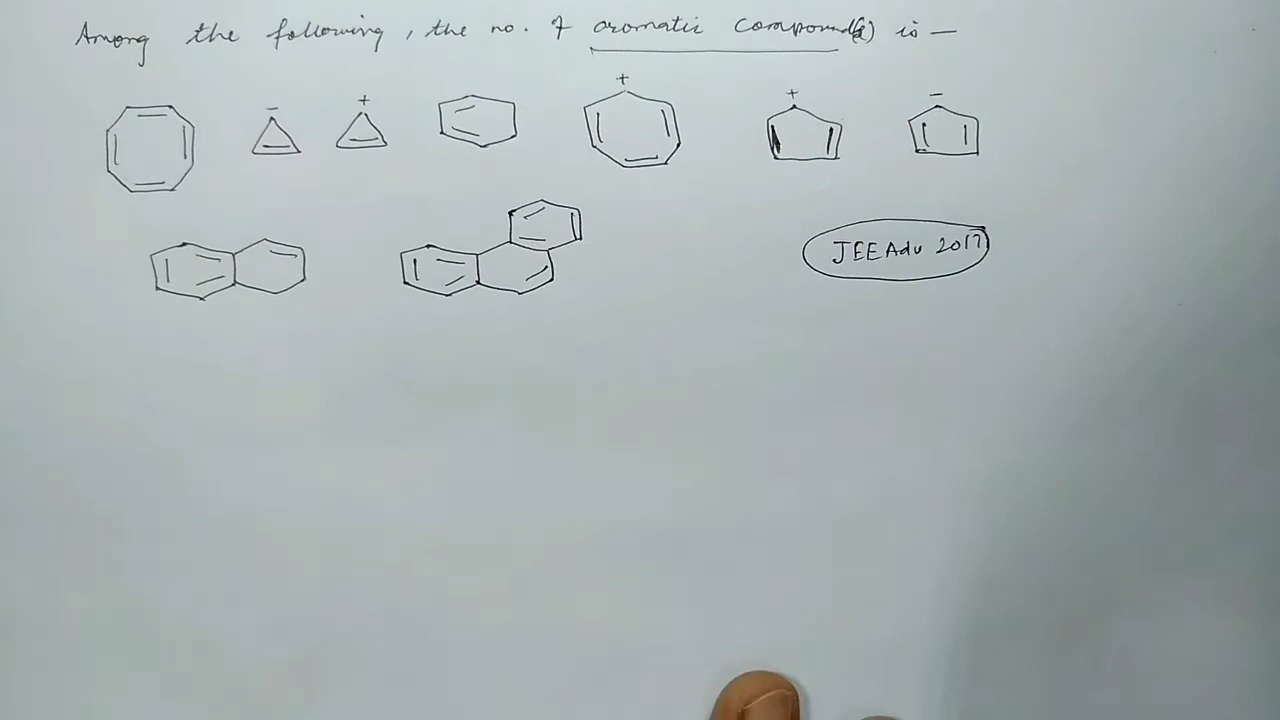 Among the following, the no. of aromatic compound(s) is —
+
- +
+
-
JEE Adv 2017